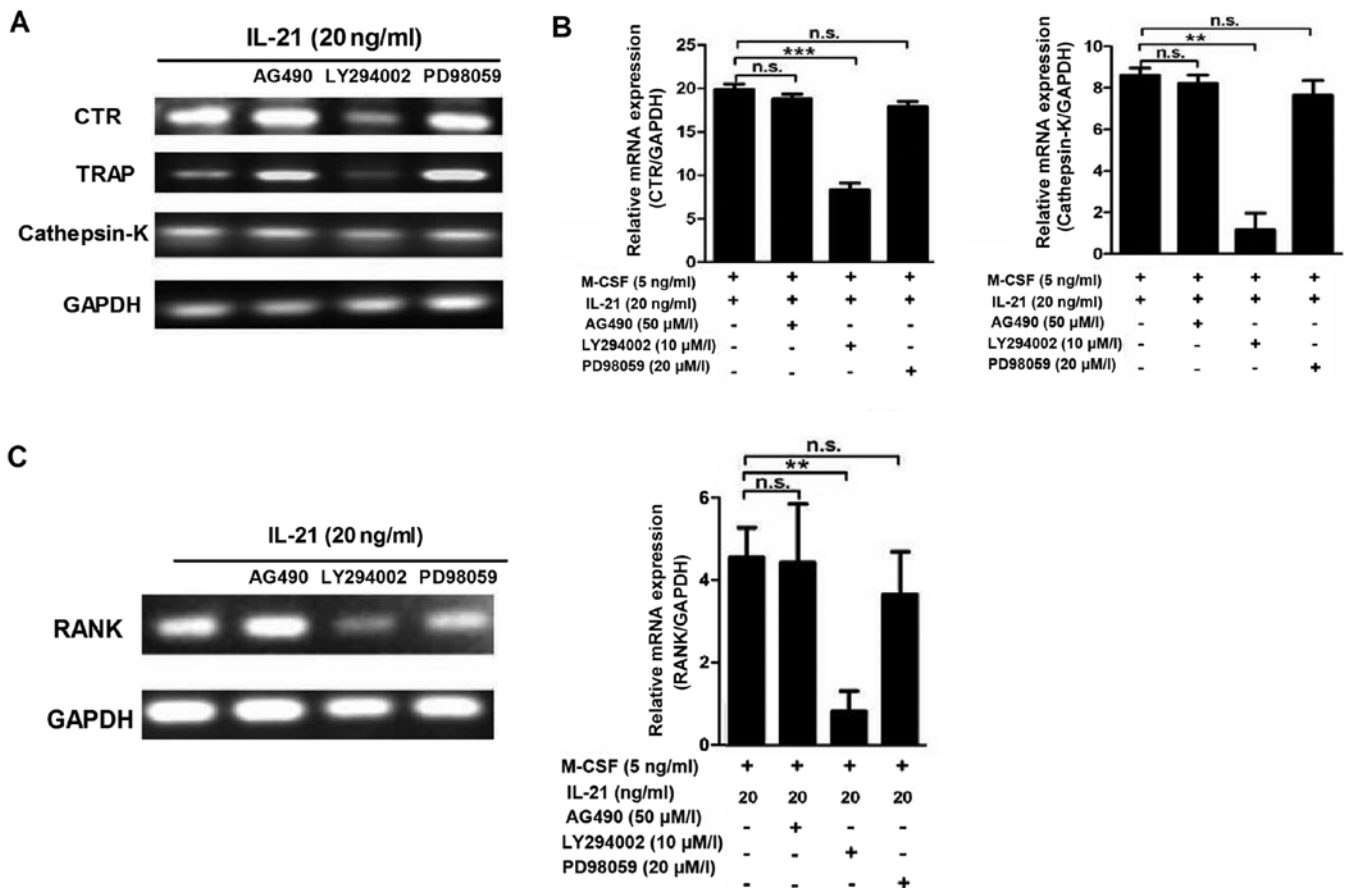 A
IL-21 (20 ng/ml)
AG490 LY294002 PD98059
CTR
TRAP
Cathepsin-K
GAPDH
B
Relative mRNA expression
(CTR/GAPDH)
25
20
15
10
5
0
n.s.
***
n.s.
M-CSF (5 ng/ml) + + + +
IL-21 (20 ng/ml) + + + +
AG490 (50 µM/l) - + - -
LY294002 (10 µM/l) - - + -
PD98059 (20 µM/l) - - - +
Relative mRNA expression
(Cathepsin-K/GAPDH)
10
8
6
4
2
0
n.s.
**
n.s.
M-CSF (5 ng/ml) + + + +
IL-21 (20 ng/ml) + + + +
AG490 (50 µM/l) - + - -
LY294002 (10 µM/l) - - + -
PD98059 (20 µM/l) - - - +
C
IL-21 (20 ng/ml)
AG490 LY294002 PD98059
RANK
GAPDH
Relative mRNA expression
(RANK/GAPDH)
6
4
2
0
n.s.
**
n.s.
M-CSF (5 ng/ml) + + + +
IL-21 (ng/ml) 20 20 20 20
AG490 (50 µM/l) - + - -
LY294002 (10 µM/l) - - + -
PD98059 (20 µM/l) - - - +